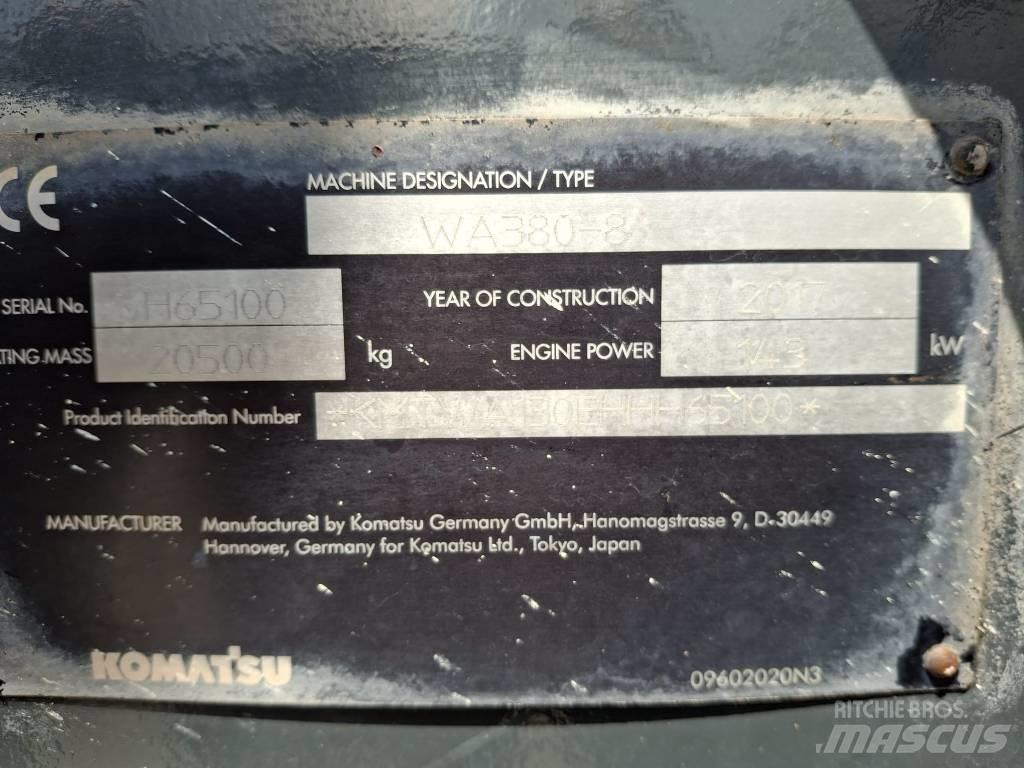 CE
MACHINE DESIGNATION / TYPE
WA380-8
SERIAL No. H65100
YEAR OF CONSTRUCTION 2017
TING MASS 20500 kg
ENGINE POWER 143 kW
Product Identification Number
MANUFACTURER Manufactured by Komatsu Germany GmbH, Hanomagstrasse 9, D-30449
Hannover, Germany for Komatsu Ltd., Tokyo, Japan
KOMATSU
09602020N3
RITCHIE BROS.
MASCUS